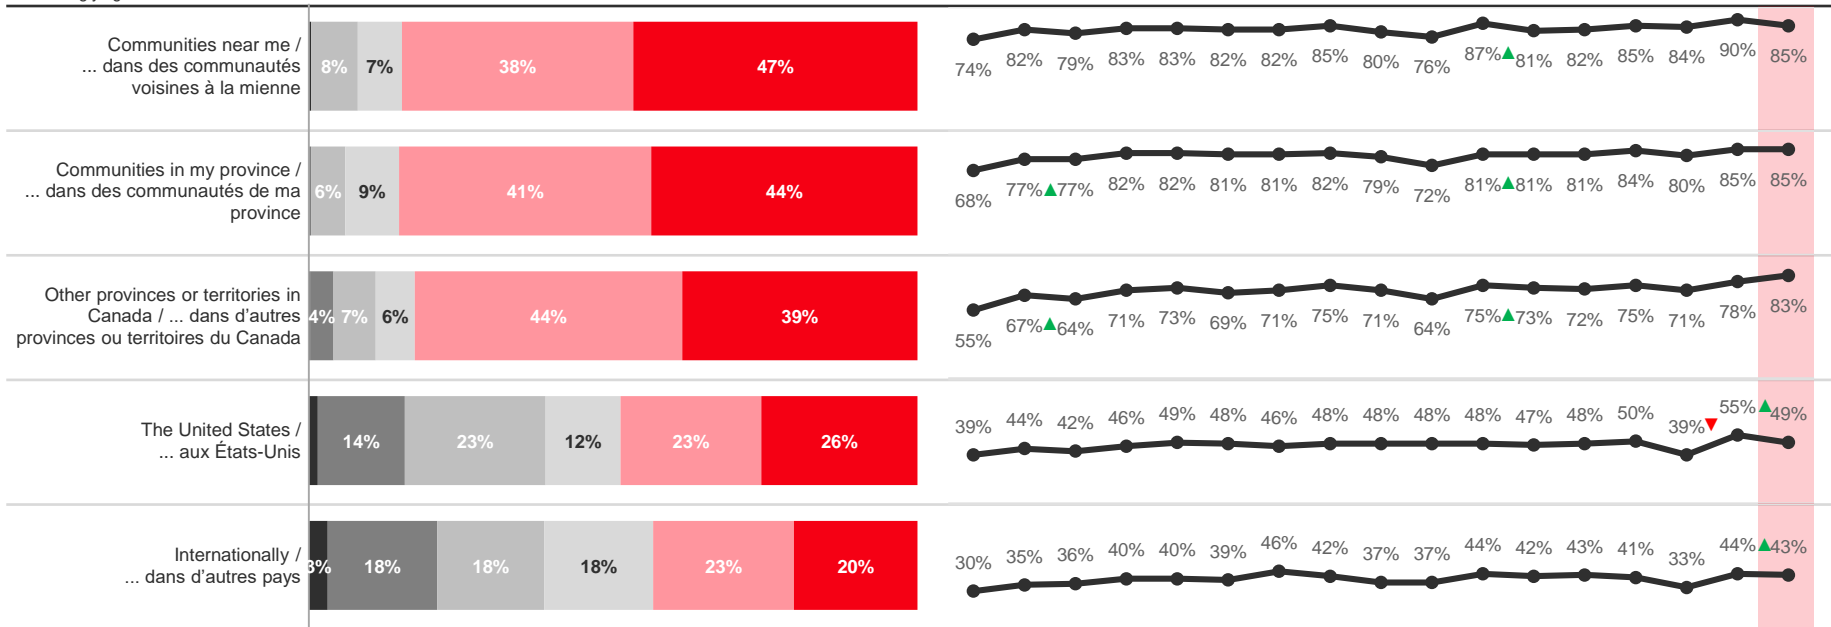 Communities near me /
... dans des communautés
voisines à la mienne
8% 7% 38% 47%
74% 82% 79% 83% 83% 82% 82% 85% 80% 76% 87% 81% 82% 85% 84% 90% 85%
Communities in my province /
... dans des communautés de ma
province
6% 9% 41% 44%
68% 77% 77% 82% 82% 81% 81% 82% 79% 72% 81% 81% 81% 84% 80% 85% 85%
Other provinces or territories in
Canada / ... dans d'autres
provinces ou territoires du Canada
4% 7% 6% 44% 39%
55% 67% 64% 71% 73% 69% 71% 75% 71% 64% 75% 73% 72% 75% 71% 78% 83%
The United States /
... aux États-Unis
14% 23% 12% 23% 26%
39% 44% 42% 46% 49% 48% 46% 48% 48% 48% 48% 47% 48% 50% 39% 55% 49%
Internationally /
... dans d'autres pays
3% 18% 18% 18% 23% 20%
30% 35% 36% 40% 40% 39% 46% 42% 37% 37% 44% 42% 43% 41% 33% 44% 43%